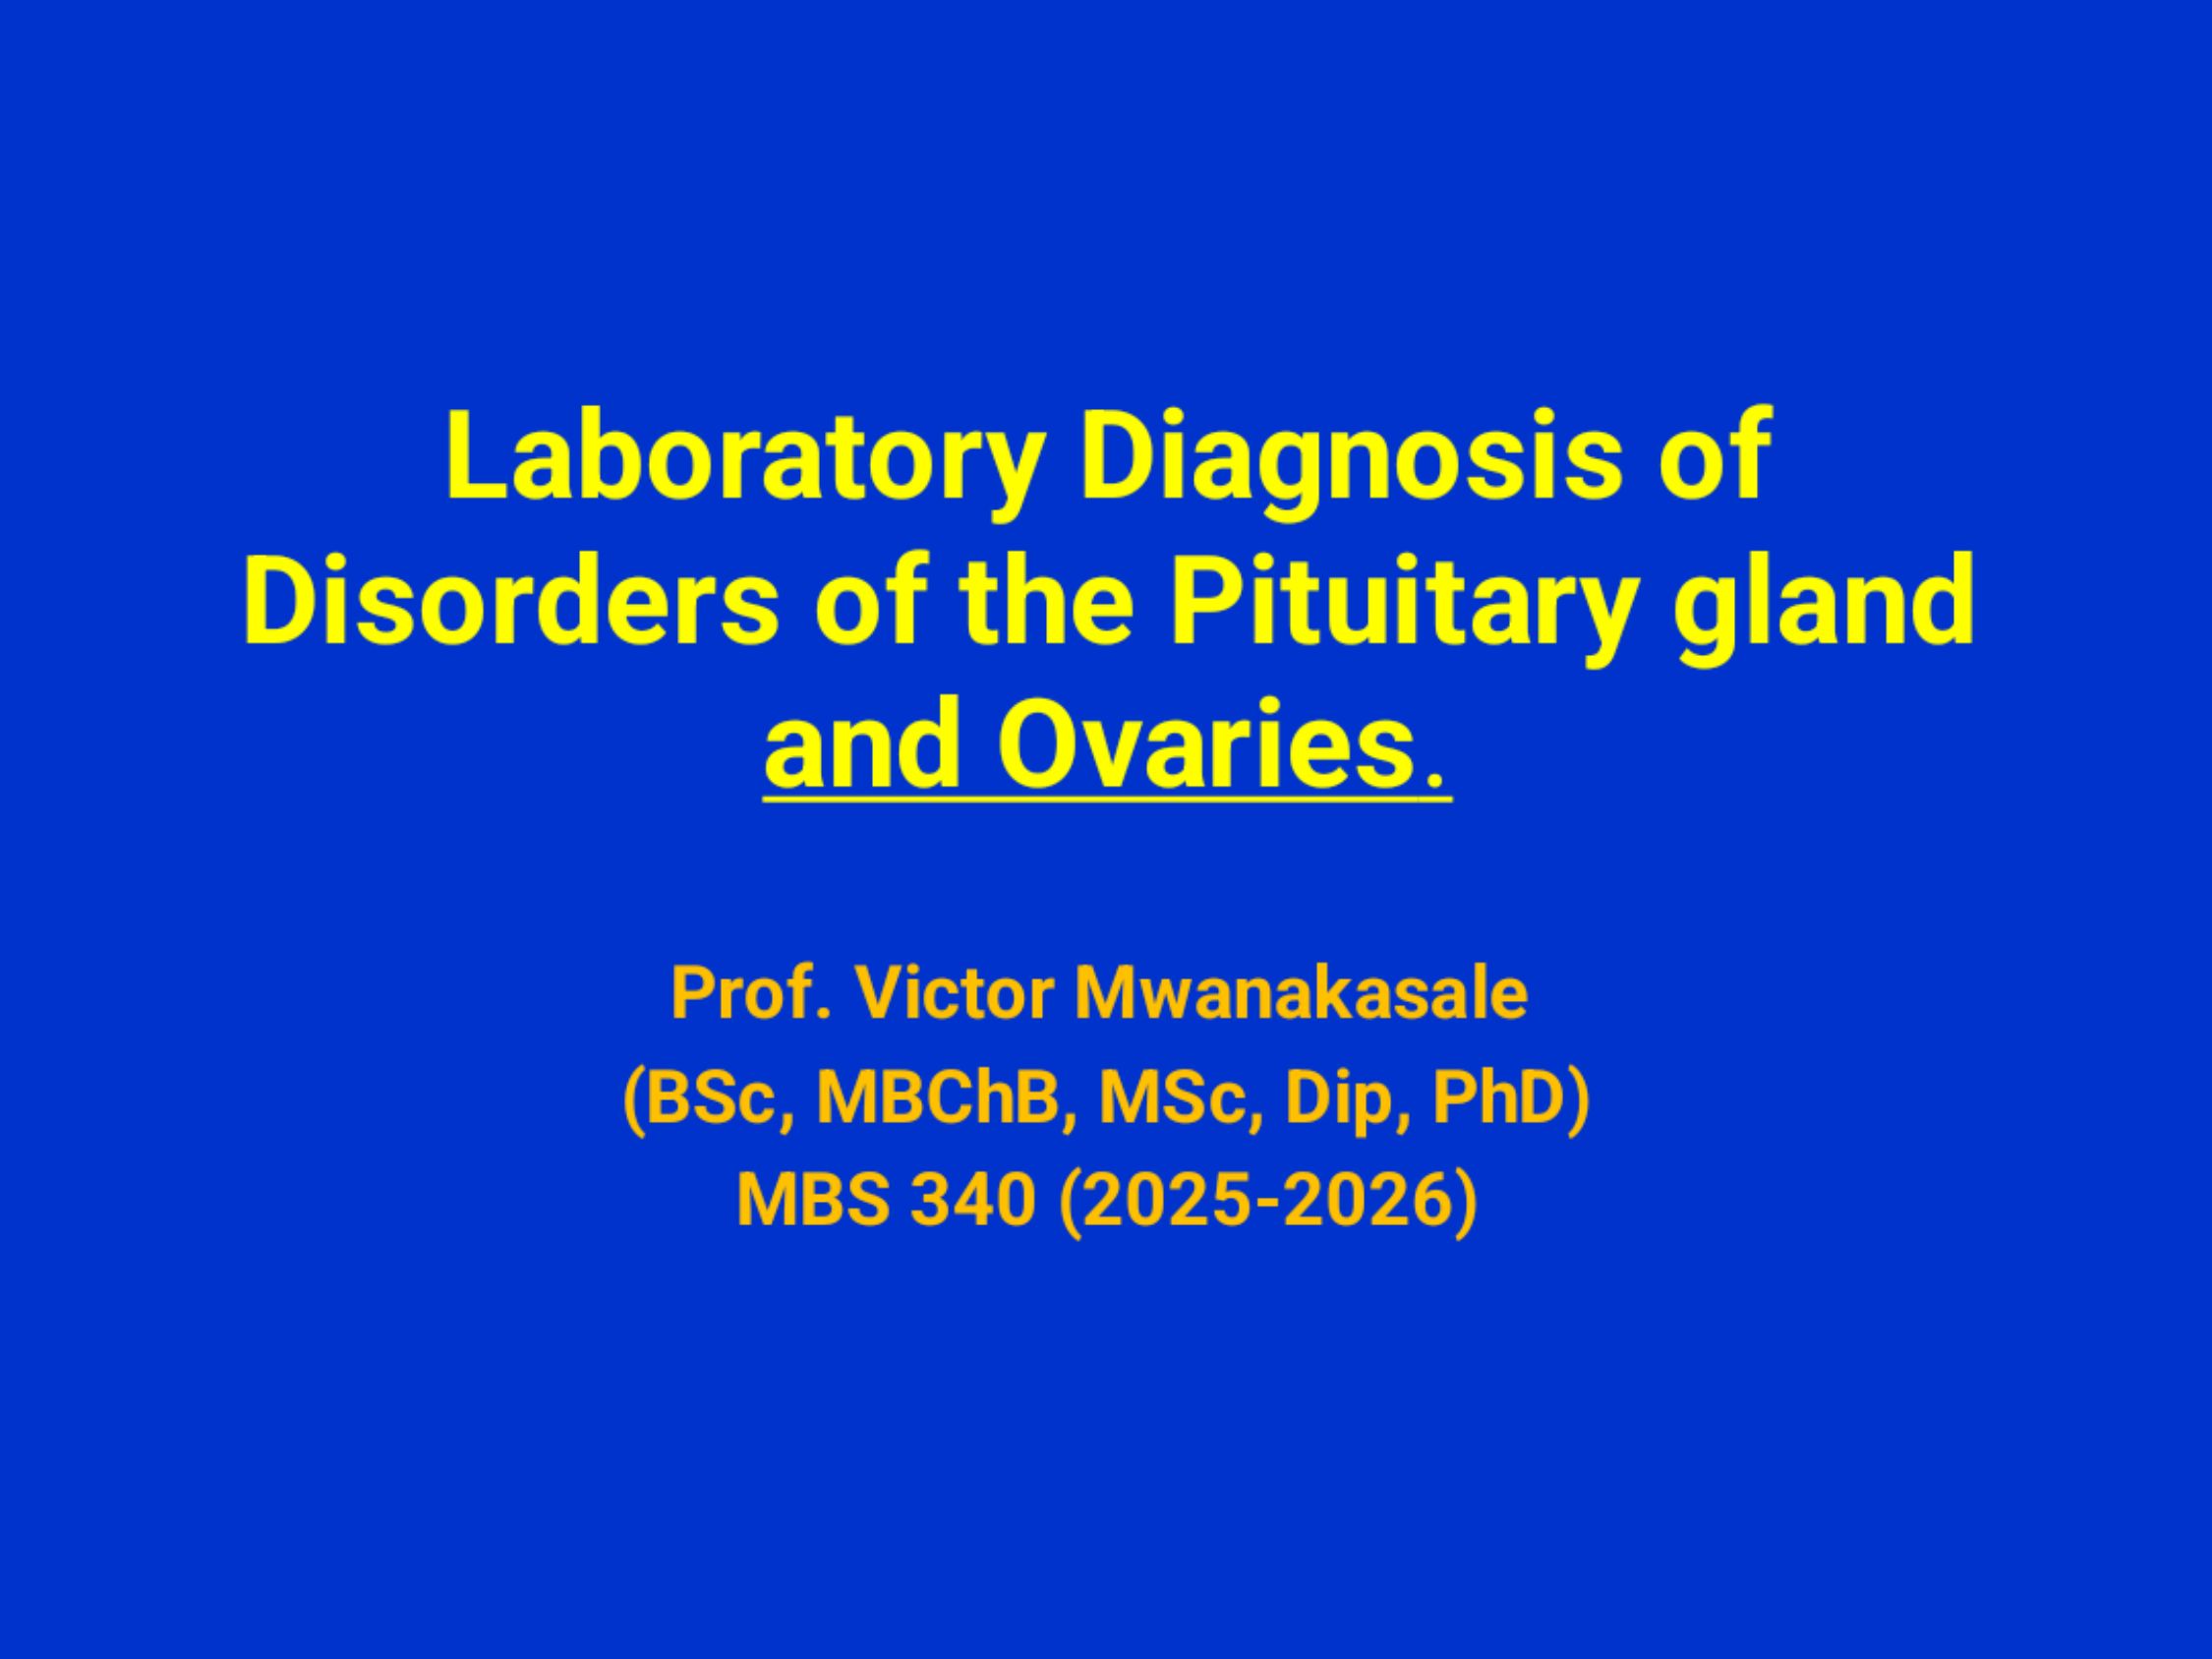 Laboratory Diagnosis of
Disorders of the Pituitary gland
and Ovaries.
Prof. Victor Mwanakasale
(BSc, MBChB, MSc, Dip, PhD)
MBS 340 (2025-2026)